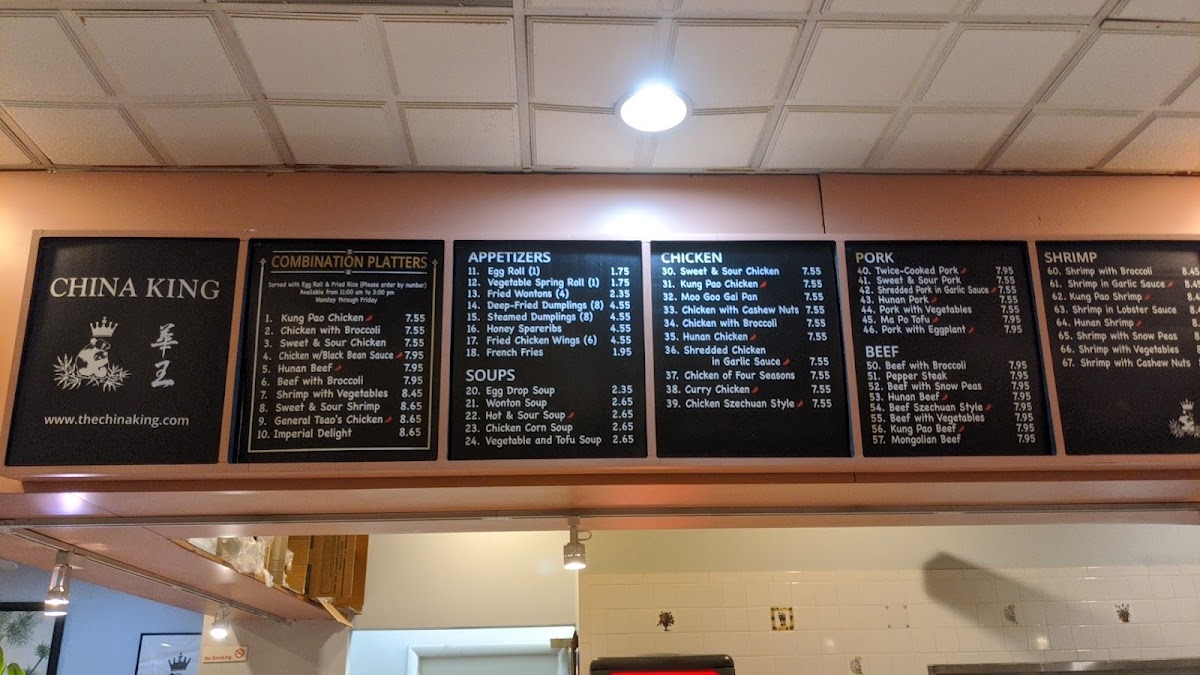 CHINA KING
華
王
www.thechinaking.com
COMBINATION PLATTERS
Served with Egg Roll & Fried Rice (Please order by number)
Available from 11:00 am to 3:00 pm
Monday through Friday
1. Kung Pao Chicken 7.55
2. Chicken with Broccoli 7.55
3. Sweet & Sour Chicken 7.55
4. Chicken w/Black Bean Sauce 7.95
5. Hunan Beef 7.95
6. Beef with Broccoli 7.95
7. Shrimp with Vegetables 8.45
8. Sweet & Sour Shrimp 8.65
9. General Tsao's Chicken 8.65
10. Imperial Delight 8.65
APPETIZERS
11. Egg Roll (1) 1.75
12. Vegetable Spring Roll (1) 1.75
13. Fried Wontons (4) 2.35
14. Deep-Fried Dumplings (8) 4.55
15. Steamed Dumplings (8) 4.55
16. Honey Spareribs 4.55
17. Fried Chicken Wings (6) 4.55
18. French Fries 1.95
SOUPS
20. Egg Drop Soup 2.35
21. Wonton Soup 2.65
22. Hot & Sour Soup 2.65
23. Chicken Corn Soup 2.65
24. Vegetable and Tofu Soup 2.65
CHICKEN
30. Sweet & Sour Chicken 7.55
31. Kung Pao Chicken 7.55
32. Moo Goo Gai Pan 7.55
33. Chicken with Cashew Nuts 7.55
34. Chicken with Broccoli 7.55
35. Hunan Chicken 7.55
36. Shredded Chicken
in Garlic Sauce 7.55
37. Chicken of Four Seasons 7.55
38. Curry Chicken 7.55
39. Chicken Szechuan Style 7.55
PORK
40. Twice-Cooked Pork 7.95
41. Sweet & Sour Pork 7.95
42. Shredded Pork in Garlic Sauce 7.95
43. Hunan Pork 7.95
44. Pork with Vegetables 7.55
45. Ma Po Tofu 7.95
46. Pork with Eggplant 7.95
BEEF
50. Beef with Broccoli 7.95
51. Pepper Steak 7.95
52. Beef with Snow Peas 7.95
53. Hunan Beef 7.95
54. Beef Szechuan Style 7.95
55. Beef with Vegetables 7.95
56. Kung Pao Beef 7.95
57. Mongolian Beef 7.95
SHRIMP
60. Shrimp with Broccoli 8.4
61. Shrimp in Garlic Sauce 8.45
62. Kung Pao Shrimp
63. Shrimp in Lobster Sauce 8.4
64. Hunan Shrimp
65. Shrimp with Snow Peas
66. Shrimp with Vegetables
67. Shrimp with Cashew Nuts
No Smoking